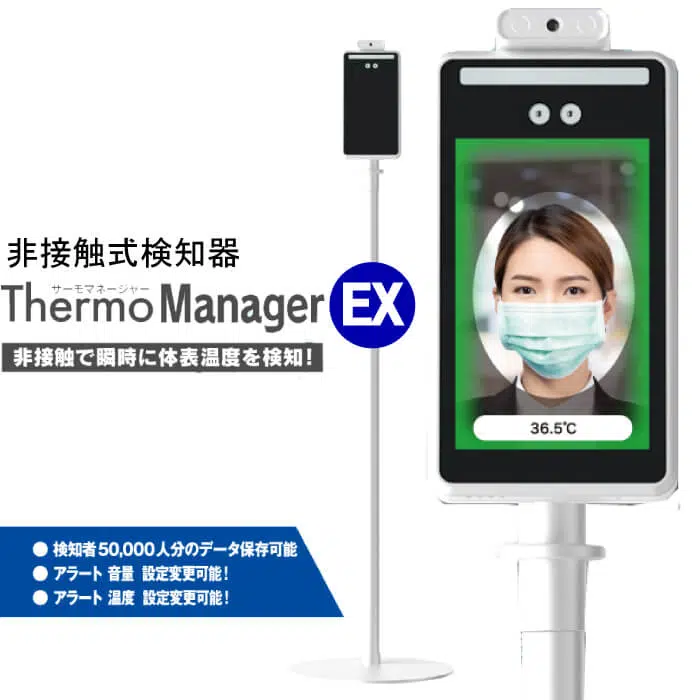 非接触式検知器
サーモマネージャー
Thermo Manager EX
非接触で瞬時に体表温度を検知!
36.5℃
● 検知者50,000人分のデータ保存可能
● アラート 音量 設定変更可能!
● アラート 温度 設定変更可能!